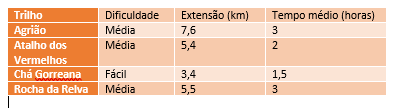 Trilho Dificuldade Extensão (km) Tempo médio (horas)
Agrião Média 7,6 3
Atalho dos Média 5,4 2
Vermelhos
Chá Gorreana Fácil 3,4 1,5
Rocha da Relva Média 5,5 3